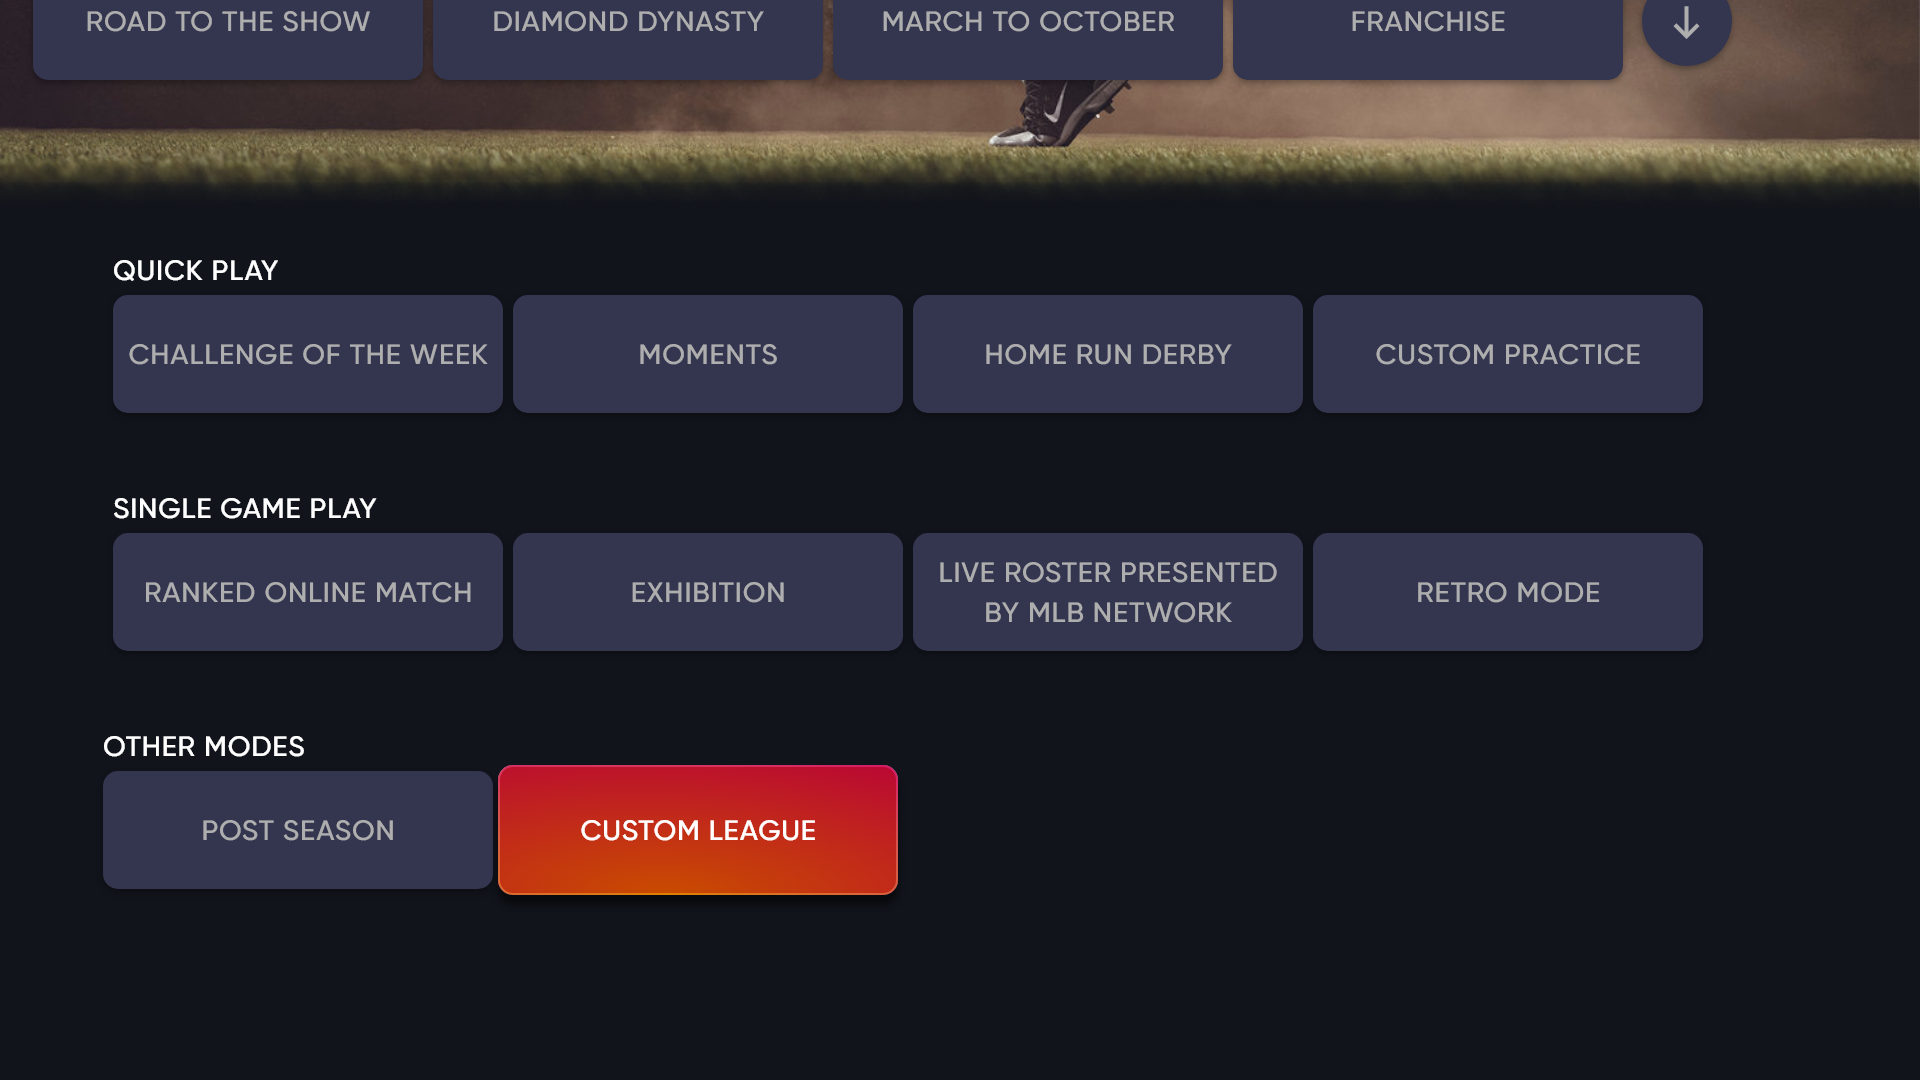 ROAD TO THE SHOW
DIAMOND DYNASTY
MARCH TO OCTOBER
FRANCHISE
QUICK PLAY
CHALLENGE OF THE WEEK
MOMENTS
HOME RUN DERBY
CUSTOM PRACTICE
SINGLE GAME PLAY
RANKED ONLINE MATCH
EXHIBITION
LIVE ROSTER PRESENTED
BY MLB NETWORK
RETRO MODE
OTHER MODES
POST SEASON
CUSTOM LEAGUE